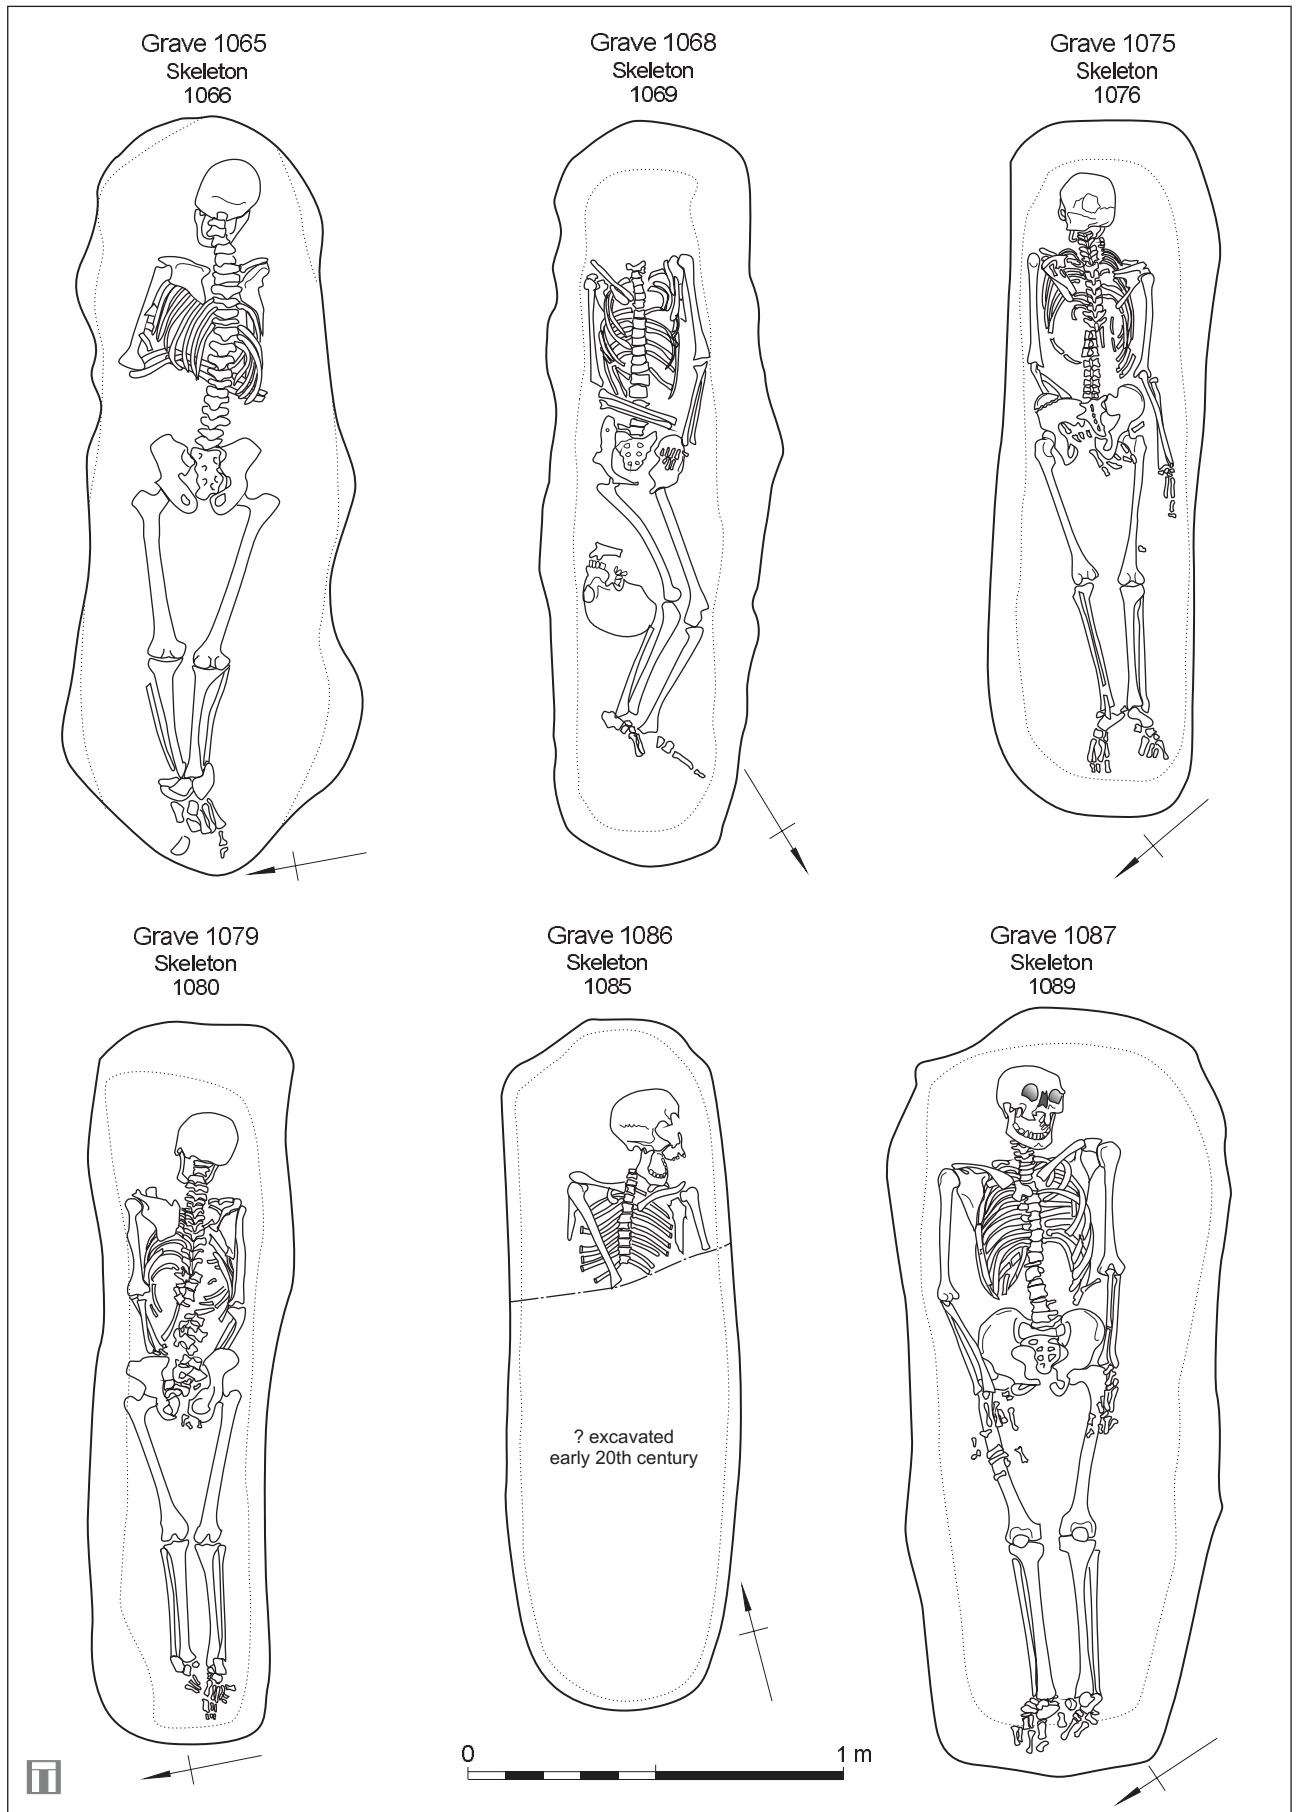 Grave 1065
Skeleton
1066
Grave 1068
Skeleton
1069
Grave 1075
Skeleton
1076
Grave 1079
Skeleton
1080
Grave 1086
Skeleton
1085
Grave 1087
Skeleton
1089
? excavated
early 20th century
0 1 m